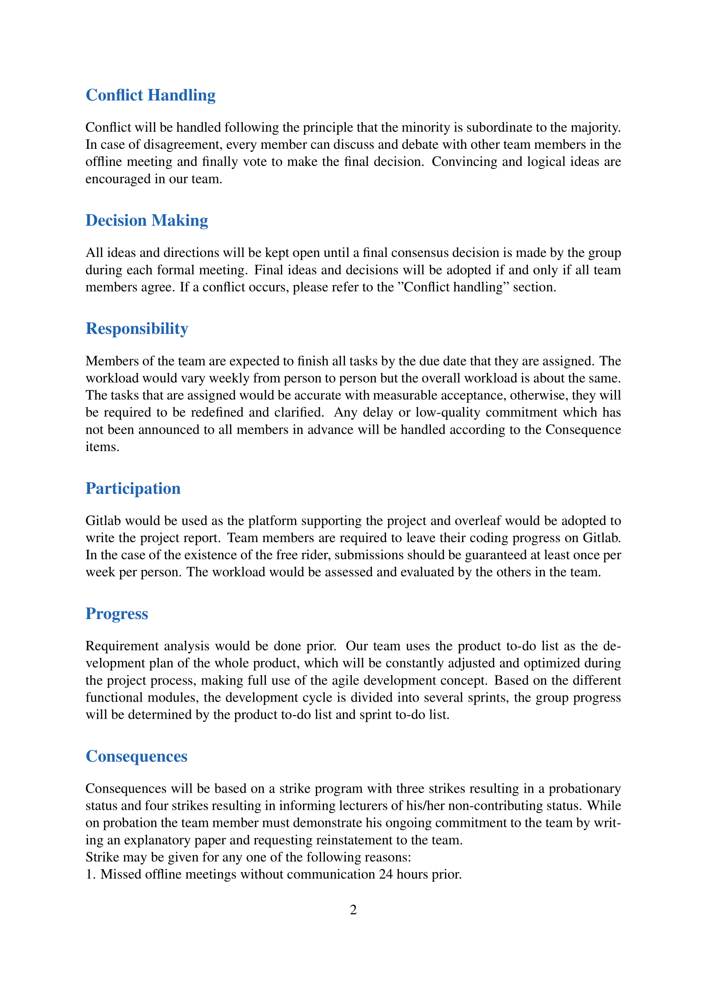 Conflict Handling
Conflict will be handled following the principle that the minority is subordinate to the majority.
In case of disagreement, every member can discuss and debate with other team members in the
offline meeting and finally vote to make the final decision. Convincing and logical ideas are
encouraged in our team.
Decision Making
All ideas and directions will be kept open until a final consensus decision is made by the group
during each formal meeting. Final ideas and decisions will be adopted if and only if all team
members agree. If a conflict occurs, please refer to the ”Conflict handling” section.
Responsibility
Members of the team are expected to finish all tasks by the due date that they are assigned. The
workload would vary weekly from person to person but the overall workload is about the same.
The tasks that are assigned would be accurate with measurable acceptance, otherwise, they will
be required to be redefined and clarified. Any delay or low-quality commitment which has
not been announced to all members in advance will be handled according to the Consequence
items.
Participation
Gitlab would be used as the platform supporting the project and overleaf would be adopted to
write the project report. Team members are required to leave their coding progress on Gitlab.
In the case of the existence of the free rider, submissions should be guaranteed at least once per
week per person. The workload would be assessed and evaluated by the others in the team.
Progress
Requirement analysis would be done prior. Our team uses the product to-do list as the de-
velopment plan of the whole product, which will be constantly adjusted and optimized during
the project process, making full use of the agile development concept. Based on the different
functional modules, the development cycle is divided into several sprints, the group progress
will be determined by the product to-do list and sprint to-do list.
Consequences
Consequences will be based on a strike program with three strikes resulting in a probationary
status and four strikes resulting in informing lecturers of his/her non-contributing status. While
on probation the team member must demonstrate his ongoing commitment to the team by writ-
ing an explanatory paper and requesting reinstatement to the team.
Strike may be given for any one of the following reasons:
1. Missed offline meetings without communication 24 hours prior.
2